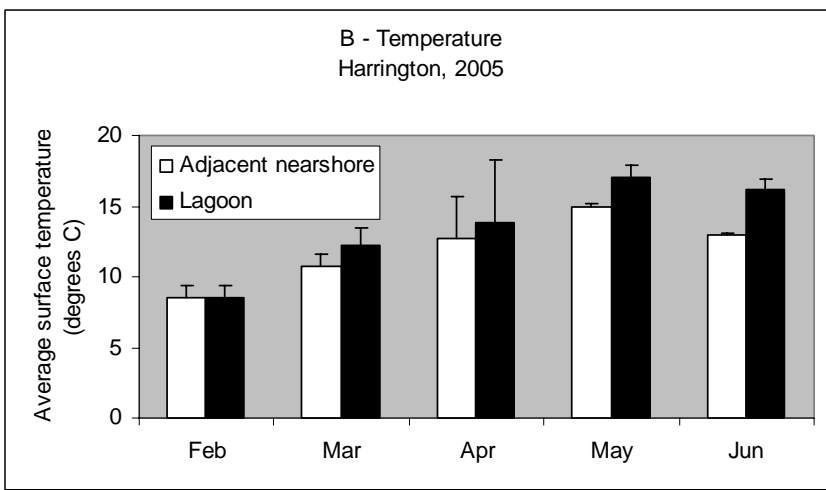 B - Temperature
Harrington, 2005
Average surface temperature
(degrees C)
20
15
10
5
0
Adjacent nearshore
Lagoon
Feb Mar Apr May Jun